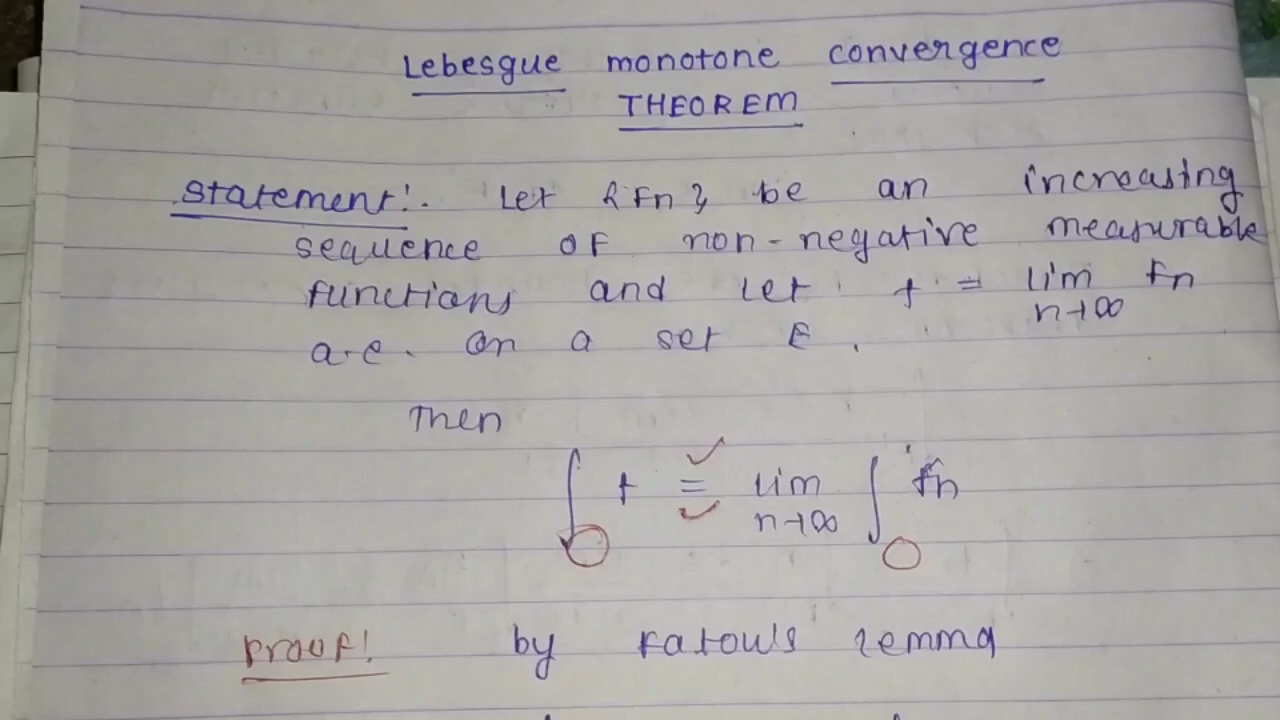 Lebesgue monotone convergence
THEOREM
Statement:- Let {Fn} be an increasing
sequence of non-negative measurable
functions and let f = lim Fn
n→∞
a.e. on a set E.
Then
∫ f = lim ∫ fn
n→∞
Proof! by Fatou's Lemma